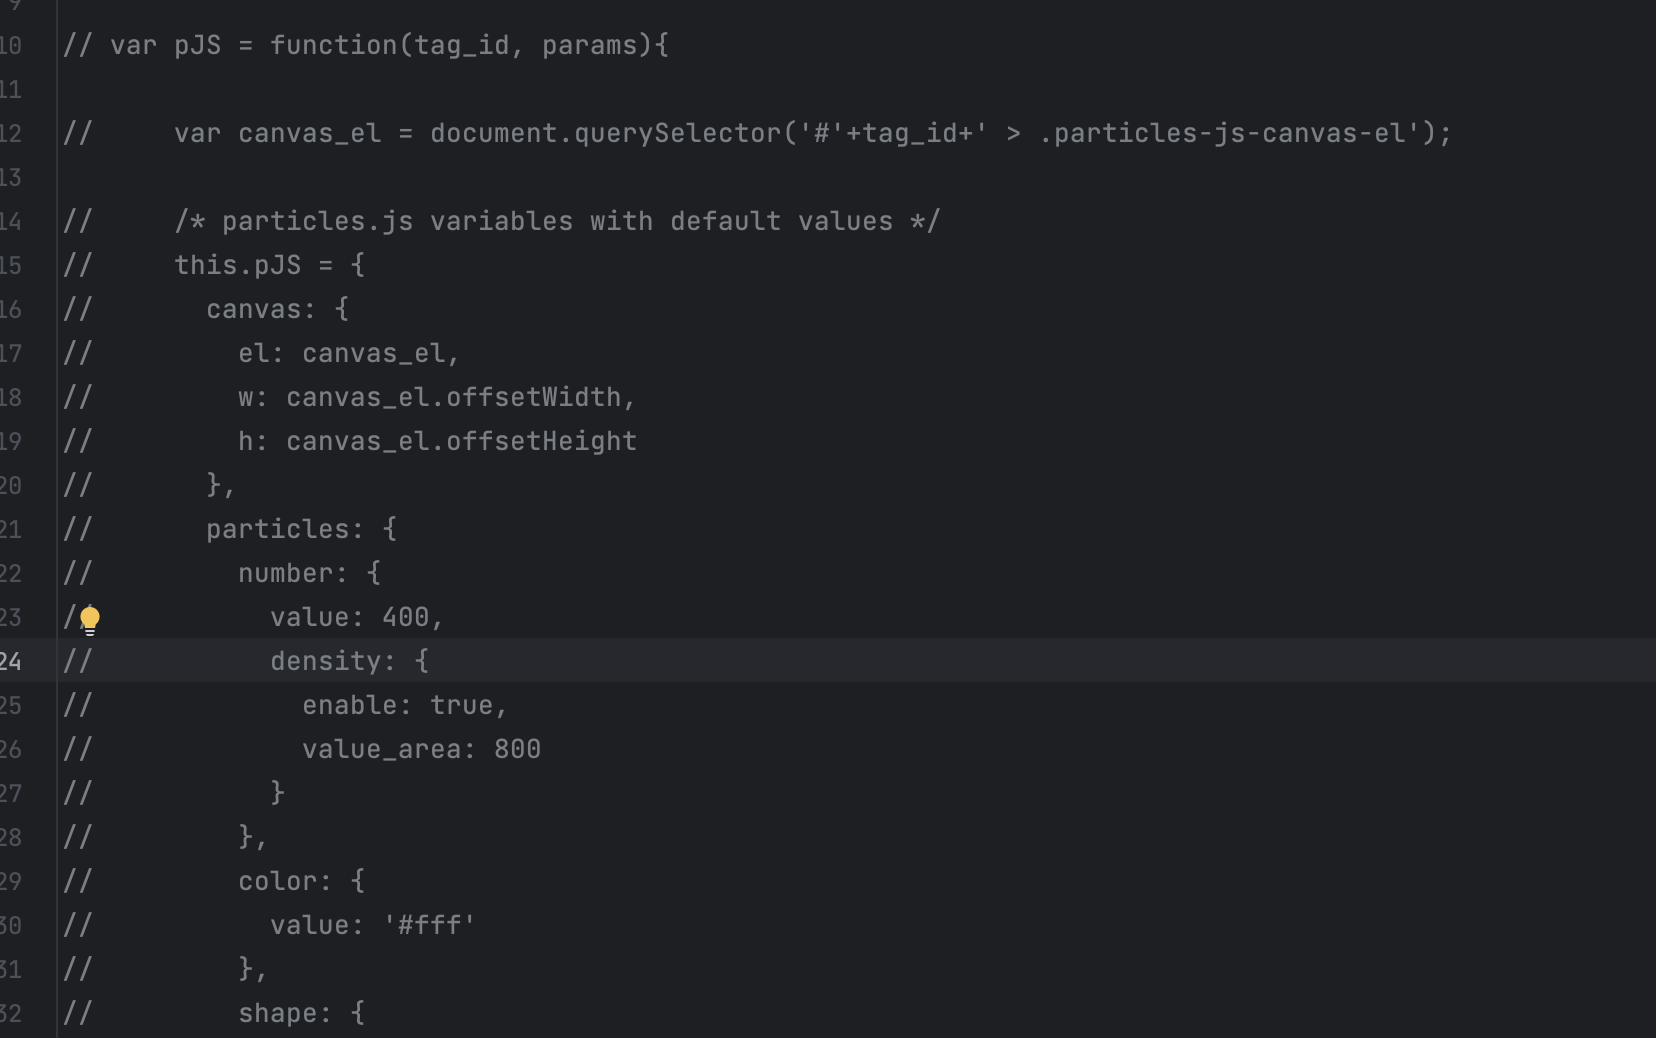 9
10 // var pJS = function(tag_id, params){
11
12 //     var canvas_el = document.querySelector('#'+tag_id+' > .particles-js-canvas-el');
13
14 //     /* particles.js variables with default values */
15 //     this.pJS = {
16 //       canvas: {
17 //         el: canvas_el,
18 //         w: canvas_el.offsetWidth,
19 //         h: canvas_el.offsetHeight
20 //       },
21 //       particles: {
22 //         number: {
23 //           value: 400,
24 //           density: {
25 //             enable: true,
26 //             value_area: 800
27 //           }
28 //         },
29 //         color: {
30 //           value: '#fff'
31 //         },
32 //         shape: {